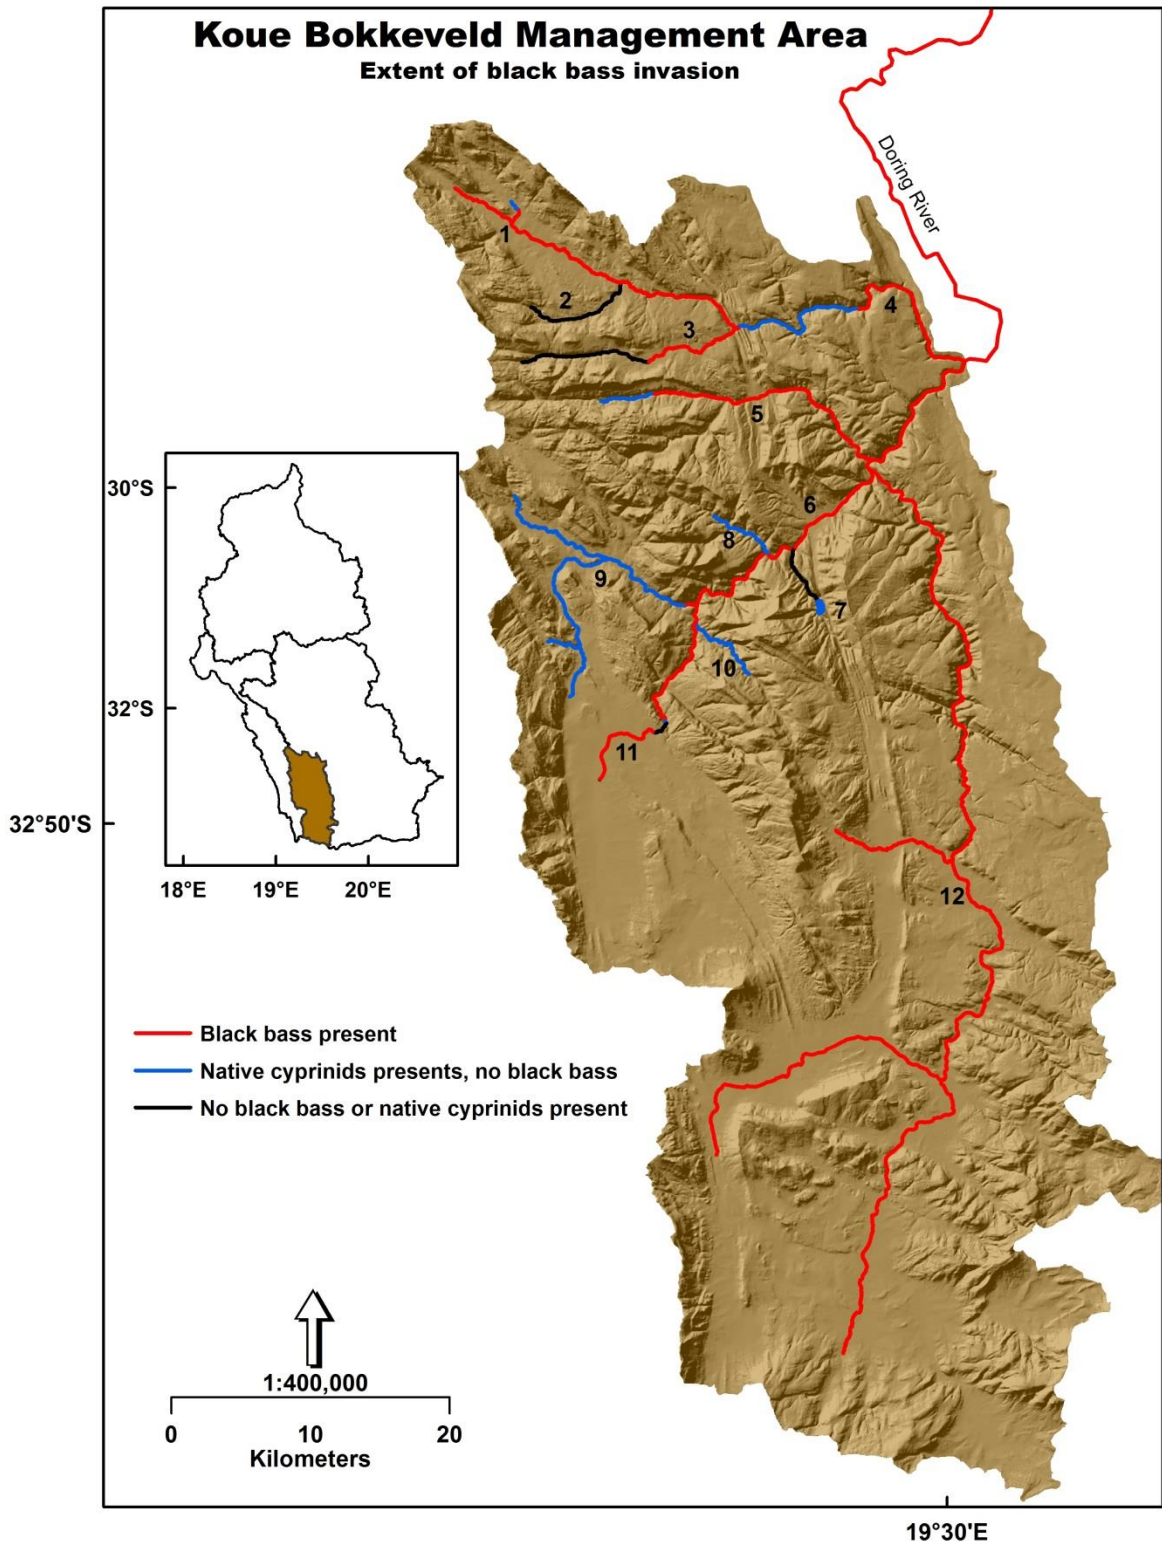 Koue Bokkeveld Management Area
Extent of black bass invasion
Doring River
1
2
3
4
5
6
7
8
9
10
11
12
30°S
32°S
32°50'S
18°E 19°E 20°E
Black bass present
Native cyprinids presents, no black bass
No black bass or native cyprinids present
1:400,000
0 10 20
Kilometers
19°30'E